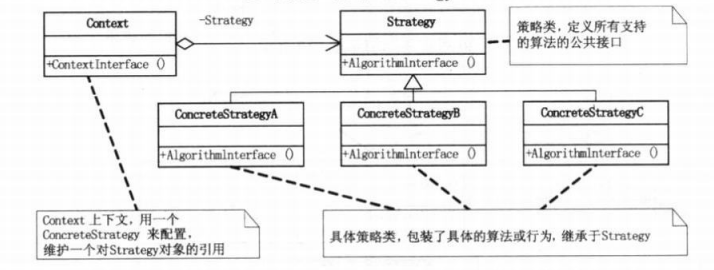 Context
-Strategy
Strategy
策略类，定义所有支持
的算法的公共接口
+ContextInterface ()
+AlgorithmInterface ()
ConcreteStrategyA
ConcreteStrategyB
ConcreteStrategyC
+AlgorithmInterface ()
+AlgorithmInterface ()
+AlgorithmInterface ()
Context 上下文，用一个
ConcreteStrategy 来配置，
维护一个对Strategy对象的引用
具体策略类，包装了具体的算法或行为，继承于Strategy